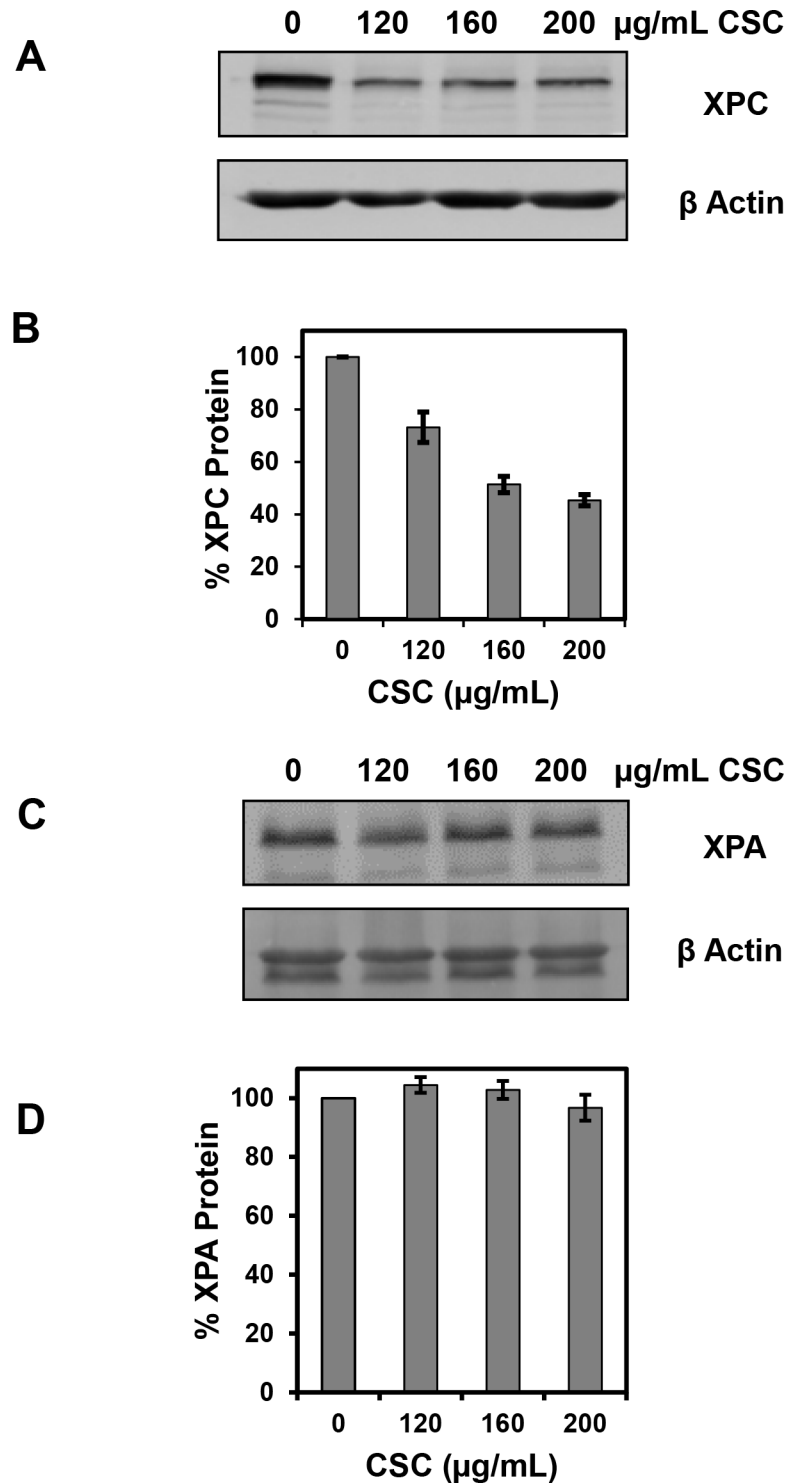 0 120 160 200 µg/mL CSC
A
XPC
β Actin
B
% XPC Protein
100
80
60
40
20
0
0 120 160 200
CSC (µg/mL)
0 120 160 200 µg/mL CSC
C
XPA
β Actin
D
% XPA Protein
100
80
60
40
20
0
0 120 160 200
CSC (µg/mL)